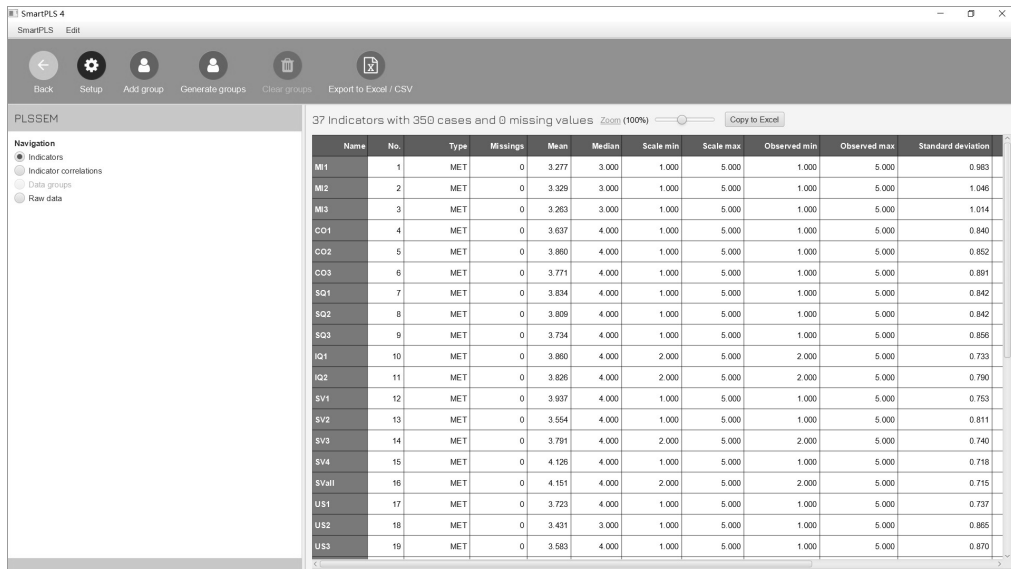 SmartPLS 4
SmartPLS Edit
Back Setup Add group Generate groups Clear groups Export to Excel / CSV
PLSSEM
Navigation
Indicators
Indicator correlations
Data groups
Raw data
37 Indicators with 350 cases and 0 missing values Zoom (100%) Copy to Excel
Name No. Type Missings Mean Median Scale min Scale max Observed min Observed max Standard deviation
MI1 1 MET 0 3.277 3.000 1.000 5.000 1.000 5.000 0.983
MI2 2 MET 0 3.329 3.000 1.000 5.000 1.000 5.000 1.046
MI3 3 MET 0 3.263 3.000 1.000 5.000 1.000 5.000 1.014
CO1 4 MET 0 3.637 4.000 1.000 5.000 1.000 5.000 0.840
CO2 5 MET 0 3.860 4.000 1.000 5.000 1.000 5.000 0.852
CO3 6 MET 0 3.771 4.000 1.000 5.000 1.000 5.000 0.891
SQ1 7 MET 0 3.834 4.000 1.000 5.000 1.000 5.000 0.842
SQ2 8 MET 0 3.809 4.000 1.000 5.000 1.000 5.000 0.842
SQ3 9 MET 0 3.734 4.000 1.000 5.000 1.000 5.000 0.856
IQ1 10 MET 0 3.860 4.000 2.000 5.000 2.000 5.000 0.733
IQ2 11 MET 0 3.826 4.000 2.000 5.000 2.000 5.000 0.790
SV1 12 MET 0 3.937 4.000 1.000 5.000 1.000 5.000 0.753
SV2 13 MET 0 3.554 4.000 1.000 5.000 1.000 5.000 0.811
SV3 14 MET 0 3.791 4.000 2.000 5.000 2.000 5.000 0.740
SV4 15 MET 0 4.126 4.000 1.000 5.000 1.000 5.000 0.718
SVall 16 MET 0 4.151 4.000 2.000 5.000 2.000 5.000 0.715
US1 17 MET 0 3.723 4.000 1.000 5.000 1.000 5.000 0.737
US2 18 MET 0 3.431 3.000 1.000 5.000 1.000 5.000 0.865
US3 19 MET 0 3.583 4.000 1.000 5.000 1.000 5.000 0.870